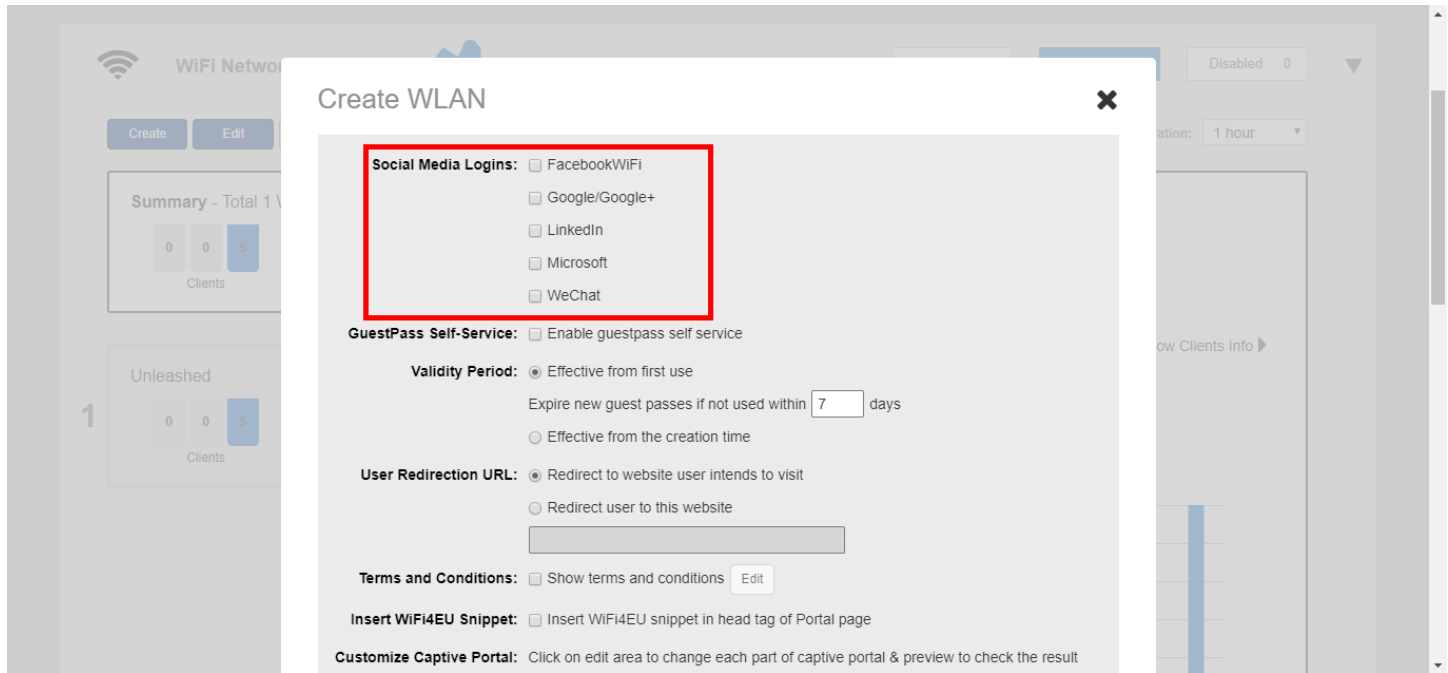 WiFi Networ
Disabled 0
Create WLAN
Create
Edit
ation: 1 hour
Social Media Logins: FacebookWiFi
Google/Google+
LinkedIn
Microsoft
WeChat
Summary - Total 1 W
0 0 5
Clients
GuestPass Self-Service: Enable guestpass self service
ow Clients Info
Validity Period: Effective from first use
Expire new guest passes if not used within 7 days
Effective from the creation time
Unleashed
1
0 0 5
Clients
User Redirection URL: Redirect to website user intends to visit
Redirect user to this website
Terms and Conditions: Show terms and conditions Edit
Insert WiFi4EU Snippet: Insert WiFi4EU snippet in head tag of Portal page
Customize Captive Portal: Click on edit area to change each part of captive portal & preview to check the result